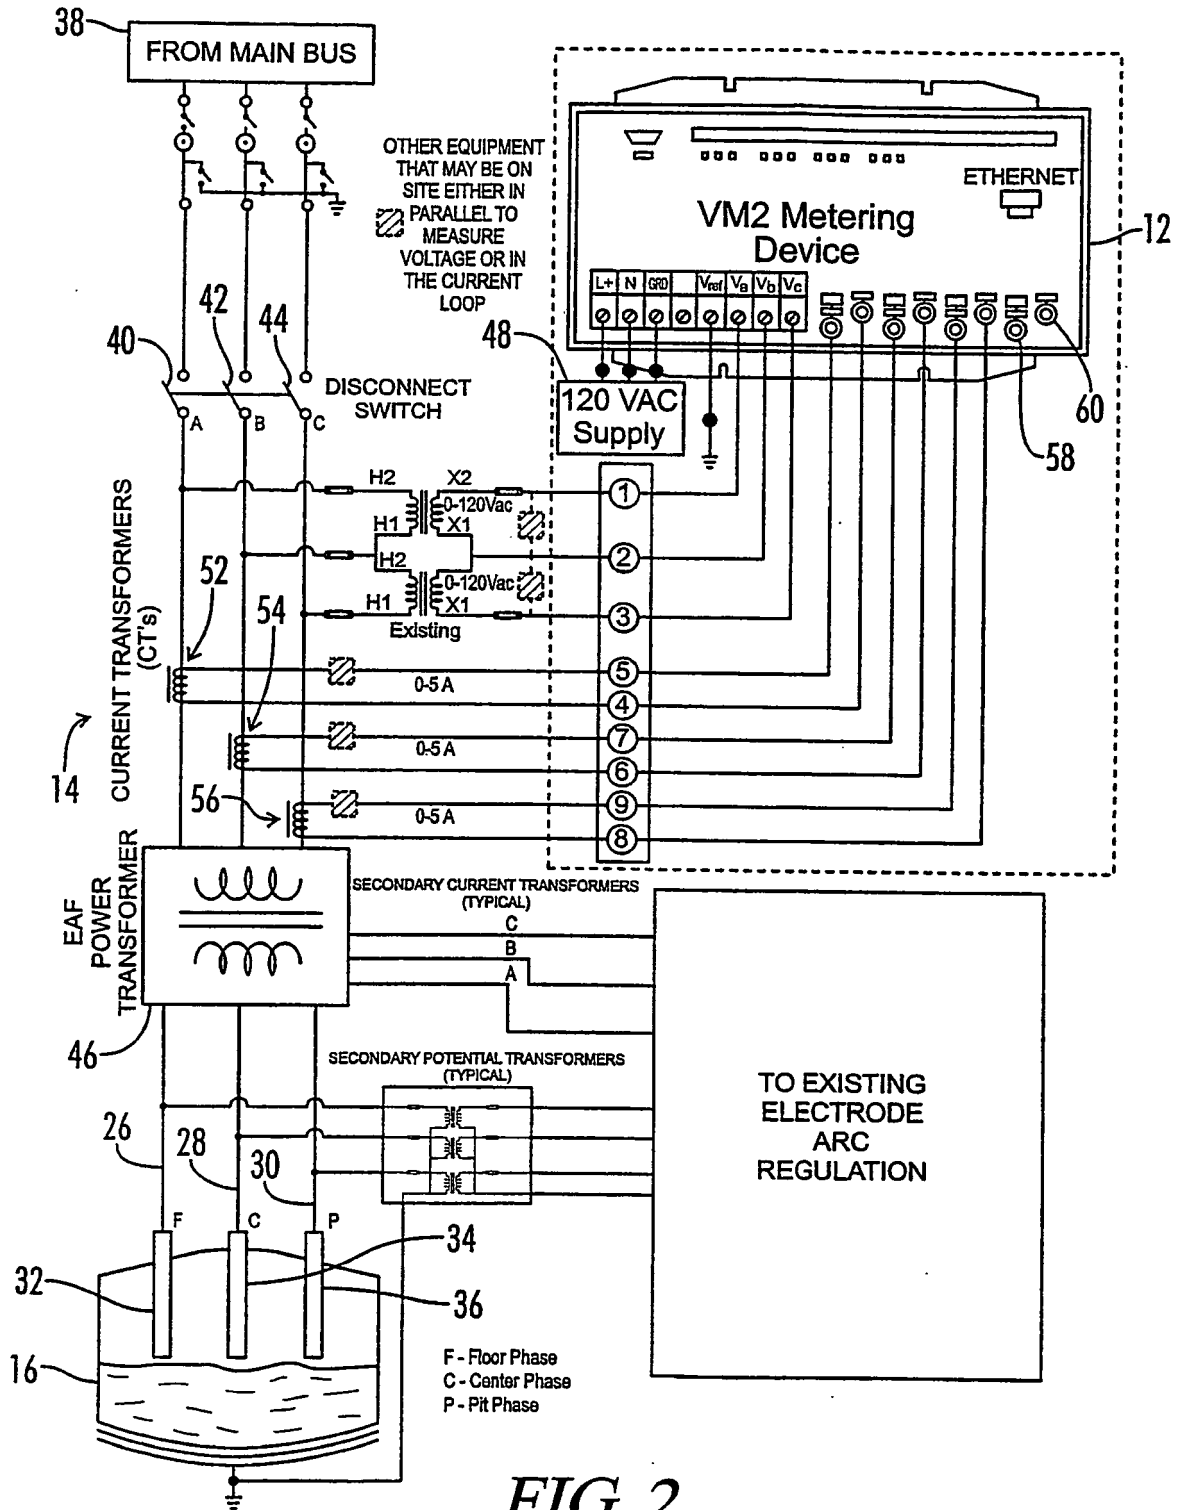 38
FROM MAIN BUS
OTHER EQUIPMENT
THAT MAY BE ON
SITE EITHER IN
PARALLEL TO
MEASURE
VOLTAGE OR IN
THE CURRENT
LOOP
ETHERNET
VM2 Metering
Device
12
L+ N GRD Vref Va Vb Vc
40
42
44
48
120 VAC
Supply
60
58
DISCONNECT
SWITCH
A B C
H2 X2
0-120Vac
H1 X1
H2
0-120Vac
H1 X1
Existing
1
2
3
5
4
7
6
9
8
CURRENT TRANSFORMERS
(CT's)
52
54
56
14
0-5 A
0-5 A
0-5 A
EAF
POWER
TRANSFORMER
46
SECONDARY CURRENT TRANSFORMERS
(TYPICAL)
C
B
A
SECONDARY POTENTIAL TRANSFORMERS
(TYPICAL)
TO EXISTING
ELECTRODE
ARC
REGULATION
26
28
30
F C P
34
32
36
16
F - Floor Phase
C - Center Phase
P - Pit Phase
FIG. 2